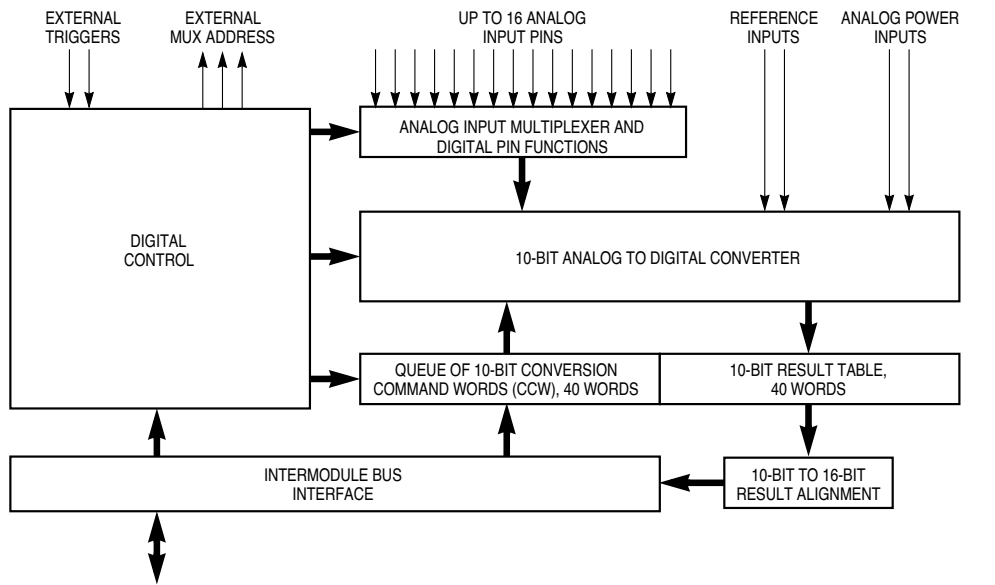 EXTERNAL
TRIGGERS
EXTERNAL
MUX ADDRESS
UP TO 16 ANALOG
INPUT PINS
REFERENCE
INPUTS
ANALOG POWER
INPUTS
ANALOG INPUT MULTIPLEXER AND
DIGITAL PIN FUNCTIONS
DIGITAL
CONTROL
10-BIT ANALOG TO DIGITAL CONVERTER
QUEUE OF 10-BIT CONVERSION
COMMAND WORDS (CCW), 40 WORDS
10-BIT RESULT TABLE,
40 WORDS
INTERMODULE BUS
INTERFACE
10-BIT TO 16-BIT
RESULT ALIGNMENT